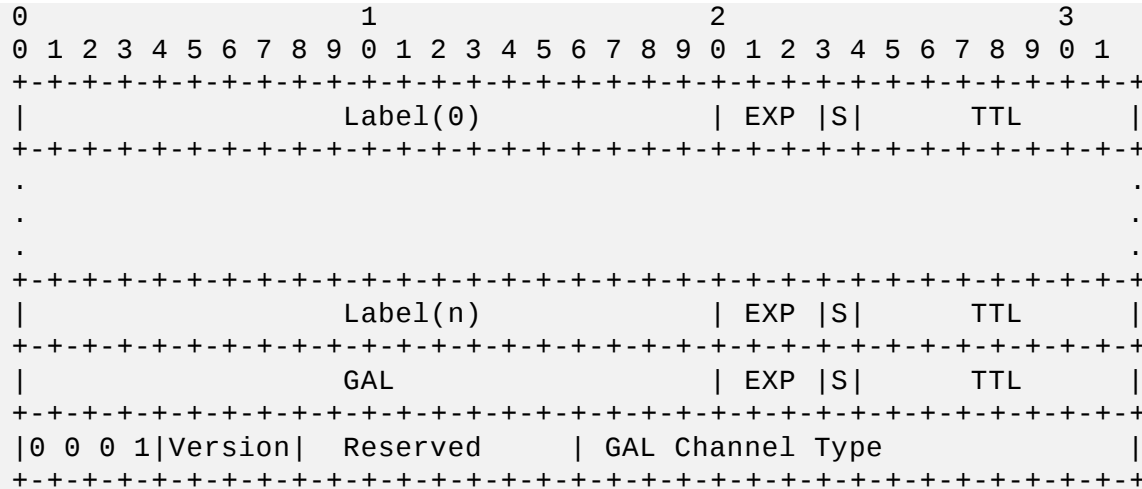 0                   1                   2                   3
0 1 2 3 4 5 6 7 8 9 0 1 2 3 4 5 6 7 8 9 0 1 2 3 4 5 6 7 8 9 0 1
+-+-+-+-+-+-+-+-+-+-+-+-+-+-+-+-+-+-+-+-+-+-+-+-+-+-+-+-+-+-+-+-+
|                  Label(0)             | EXP |S|      TTL      |
+-+-+-+-+-+-+-+-+-+-+-+-+-+-+-+-+-+-+-+-+-+-+-+-+-+-+-+-+-+-+-+-+
.                                                               .
.                                                               .
.                                                               .
+-+-+-+-+-+-+-+-+-+-+-+-+-+-+-+-+-+-+-+-+-+-+-+-+-+-+-+-+-+-+-+-+
|                  Label(n)             | EXP |S|      TTL      |
+-+-+-+-+-+-+-+-+-+-+-+-+-+-+-+-+-+-+-+-+-+-+-+-+-+-+-+-+-+-+-+-+
|                  GAL                  | EXP |S|      TTL      |
+-+-+-+-+-+-+-+-+-+-+-+-+-+-+-+-+-+-+-+-+-+-+-+-+-+-+-+-+-+-+-+-+
|0 0 0 1|Version|  Reserved     | GAL Channel Type              |
+-+-+-+-+-+-+-+-+-+-+-+-+-+-+-+-+-+-+-+-+-+-+-+-+-+-+-+-+-+-+-+-+